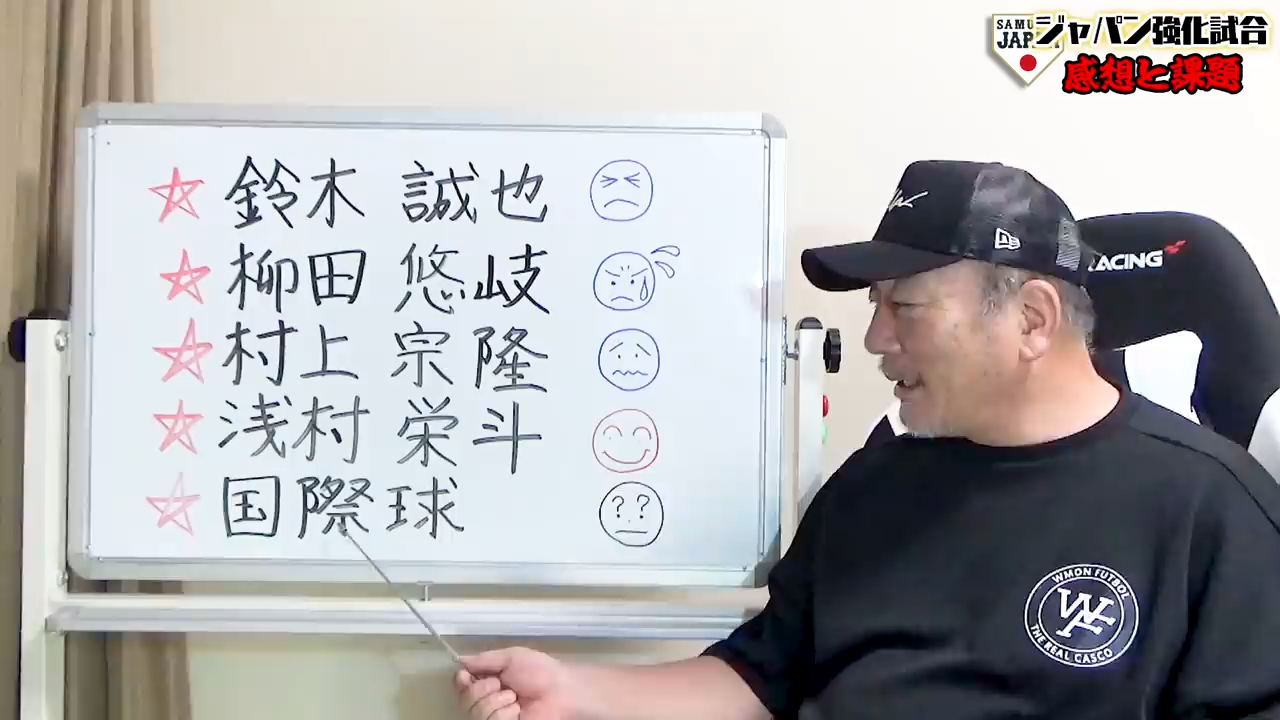 SAMU
JAP
ジャパン強化試合
感想と課題
☆ 鈴木 誠也
☆ 柳田 悠岐
☆ 村上 宗隆
☆ 浅村 栄斗
☆ 国際球
? ?
RACING
WMON FUTBOL
THE REAL CASCO